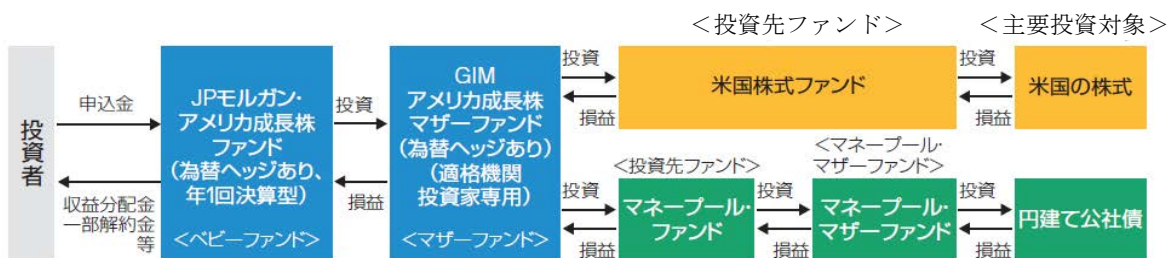 ＜投資先ファンド＞
＜主要投資対象＞
投資者
申込金
収益分配金
一部解約金
等
JPモルガン・
アメリカ成長株
ファンド
(為替ヘッジあり、
年1回決算型)
＜ベビーファンド＞
投資
損益
GIM
アメリカ成長株
マザーファンド
(為替ヘッジあり)
(適格機関
投資家専用)
＜マザーファンド＞
投資
損益
米国株式ファンド
投資
損益
米国の株式
投資
損益
＜投資先ファンド＞
マネープール・
ファンド
投資
損益
＜マネープール・
マザーファンド＞
マネープール・
マザーファンド
投資
損益
円建て公社債